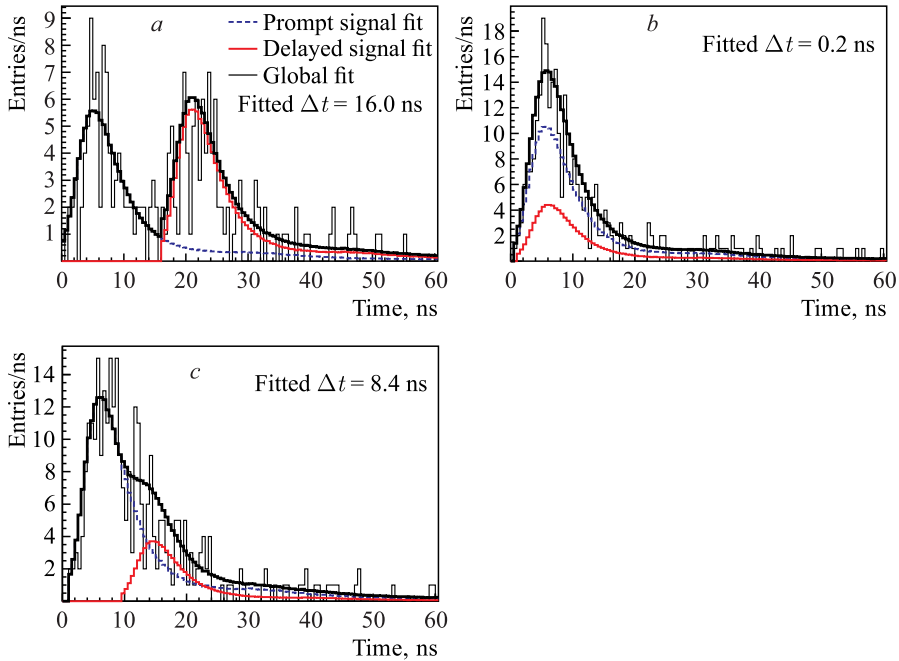 a
Prompt signal fit
Delayed signal fit
Global fit
Fitted Δt = 16.0 ns
Entries/ns
9
8
7
6
5
4
3
2
1
0 10 20 30 40 50 60
Time, ns
b
Fitted Δt = 0.2 ns
Entries/ns
18
16
14
12
10
8
6
4
2
0 10 20 30 40 50 60
Time, ns
c
Fitted Δt = 8.4 ns
Entries/ns
14
12
10
8
6
4
2
0 10 20 30 40 50 60
Time, ns